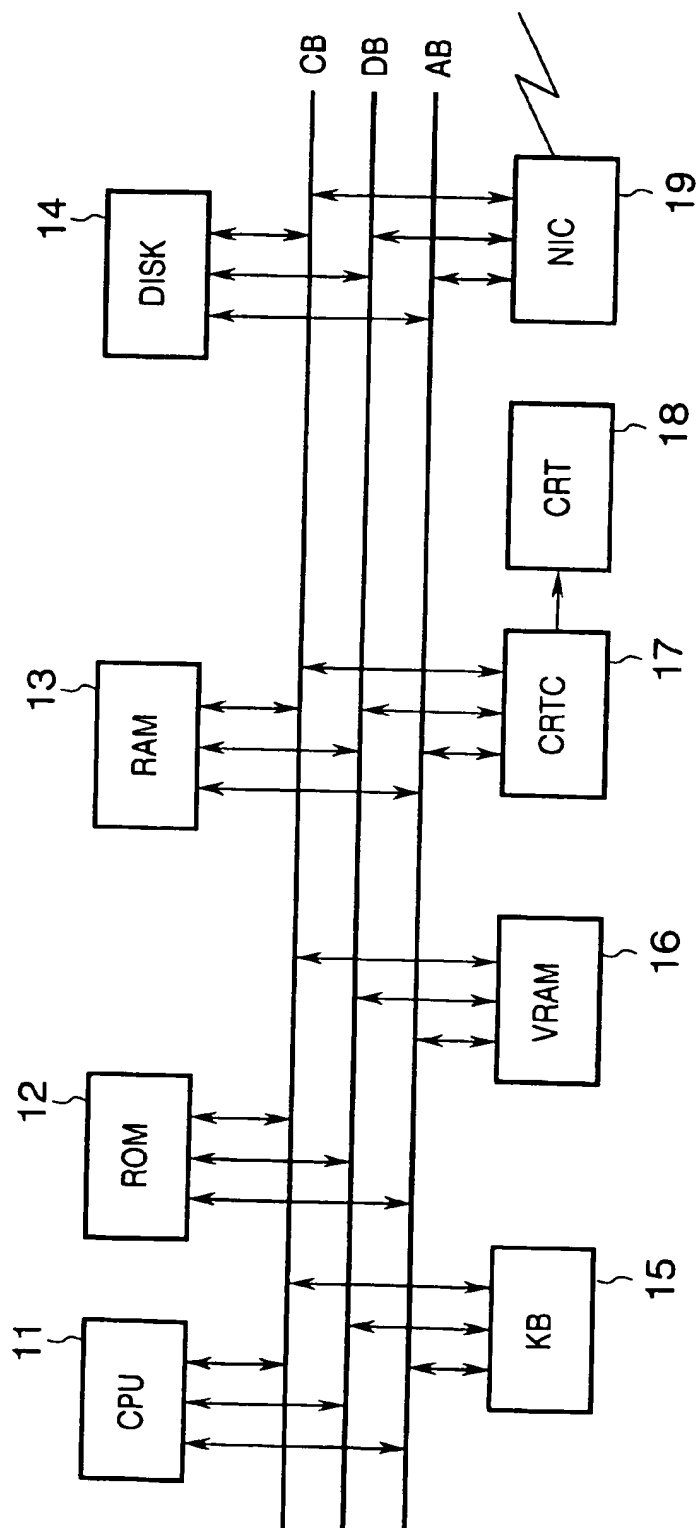 11
CPU
12
ROM
13
RAM
14
DISK
CB
DB
AB
KB
15
VRAM
16
CRTC
17
CRT
18
NIC
19